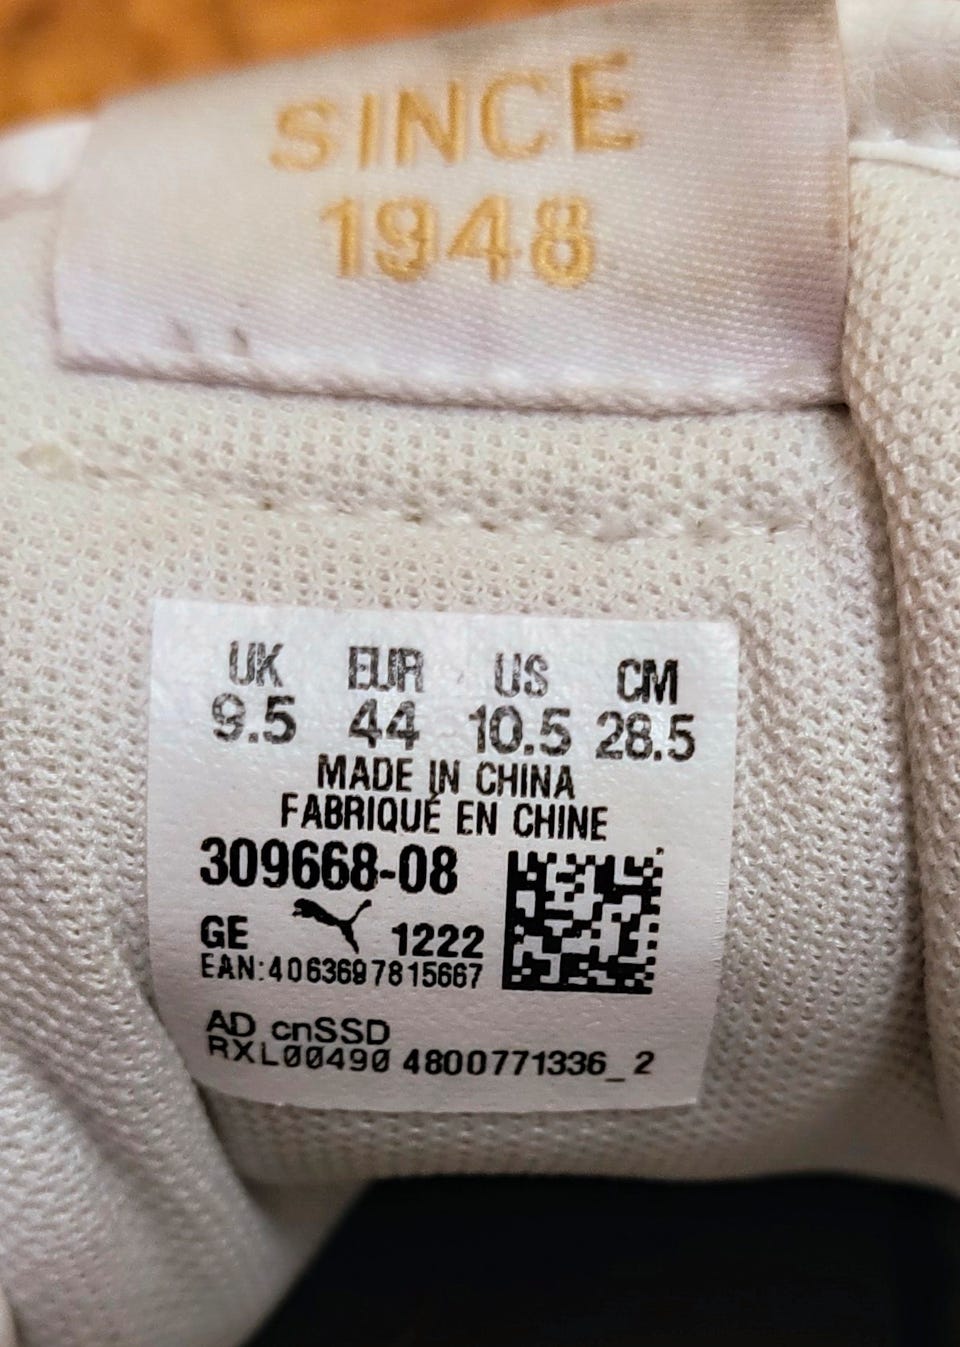 SINCE
1948
UK EUR US CM
9.5 44 10.5 28.5
MADE IN CHINA
FABRIQUÉ EN CHINE
309668-08
GE 1222
EAN:4063697815667
AD cnSSD
RXL00490 4800771336_2